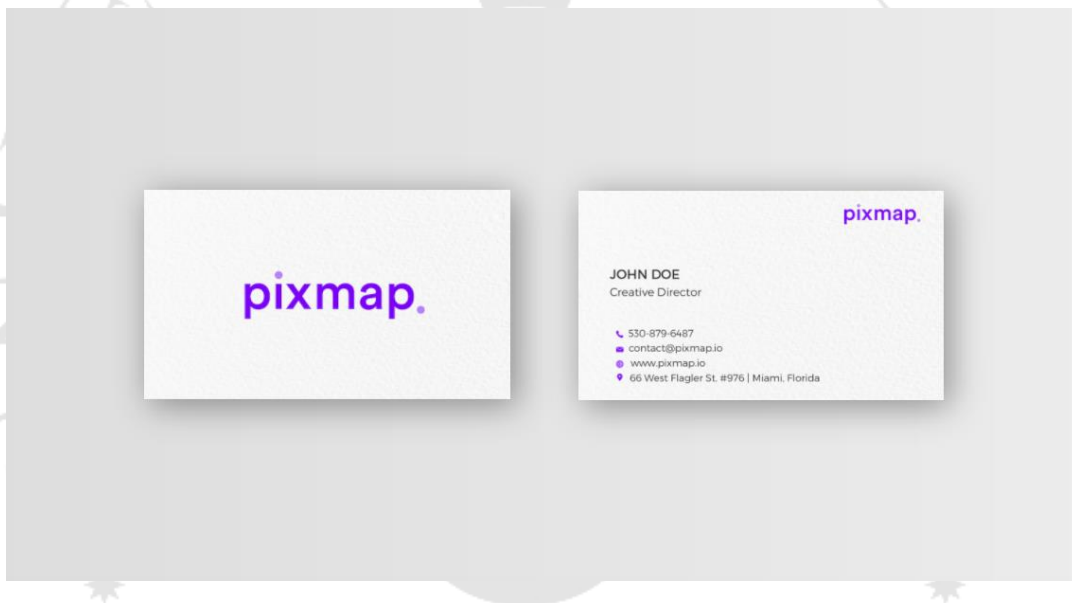 pixmap.
pixmap.
JOHN DOE
Creative Director
530-879-6487
contact@pixmap.io
www.pixmap.io
66 West Flagler St. #976 | Miami, Florida